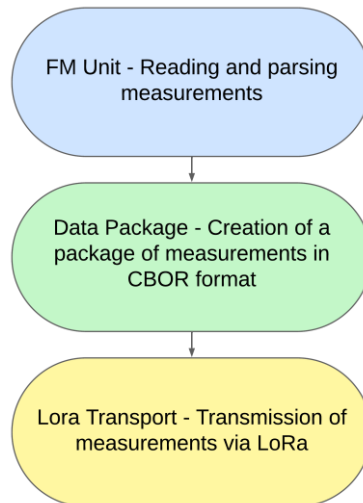 FM Unit - Reading and parsing
measurements
Data Package - Creation of a
package of measurements in
CBOR format
Lora Transport - Transmission of
measurements via LoRa